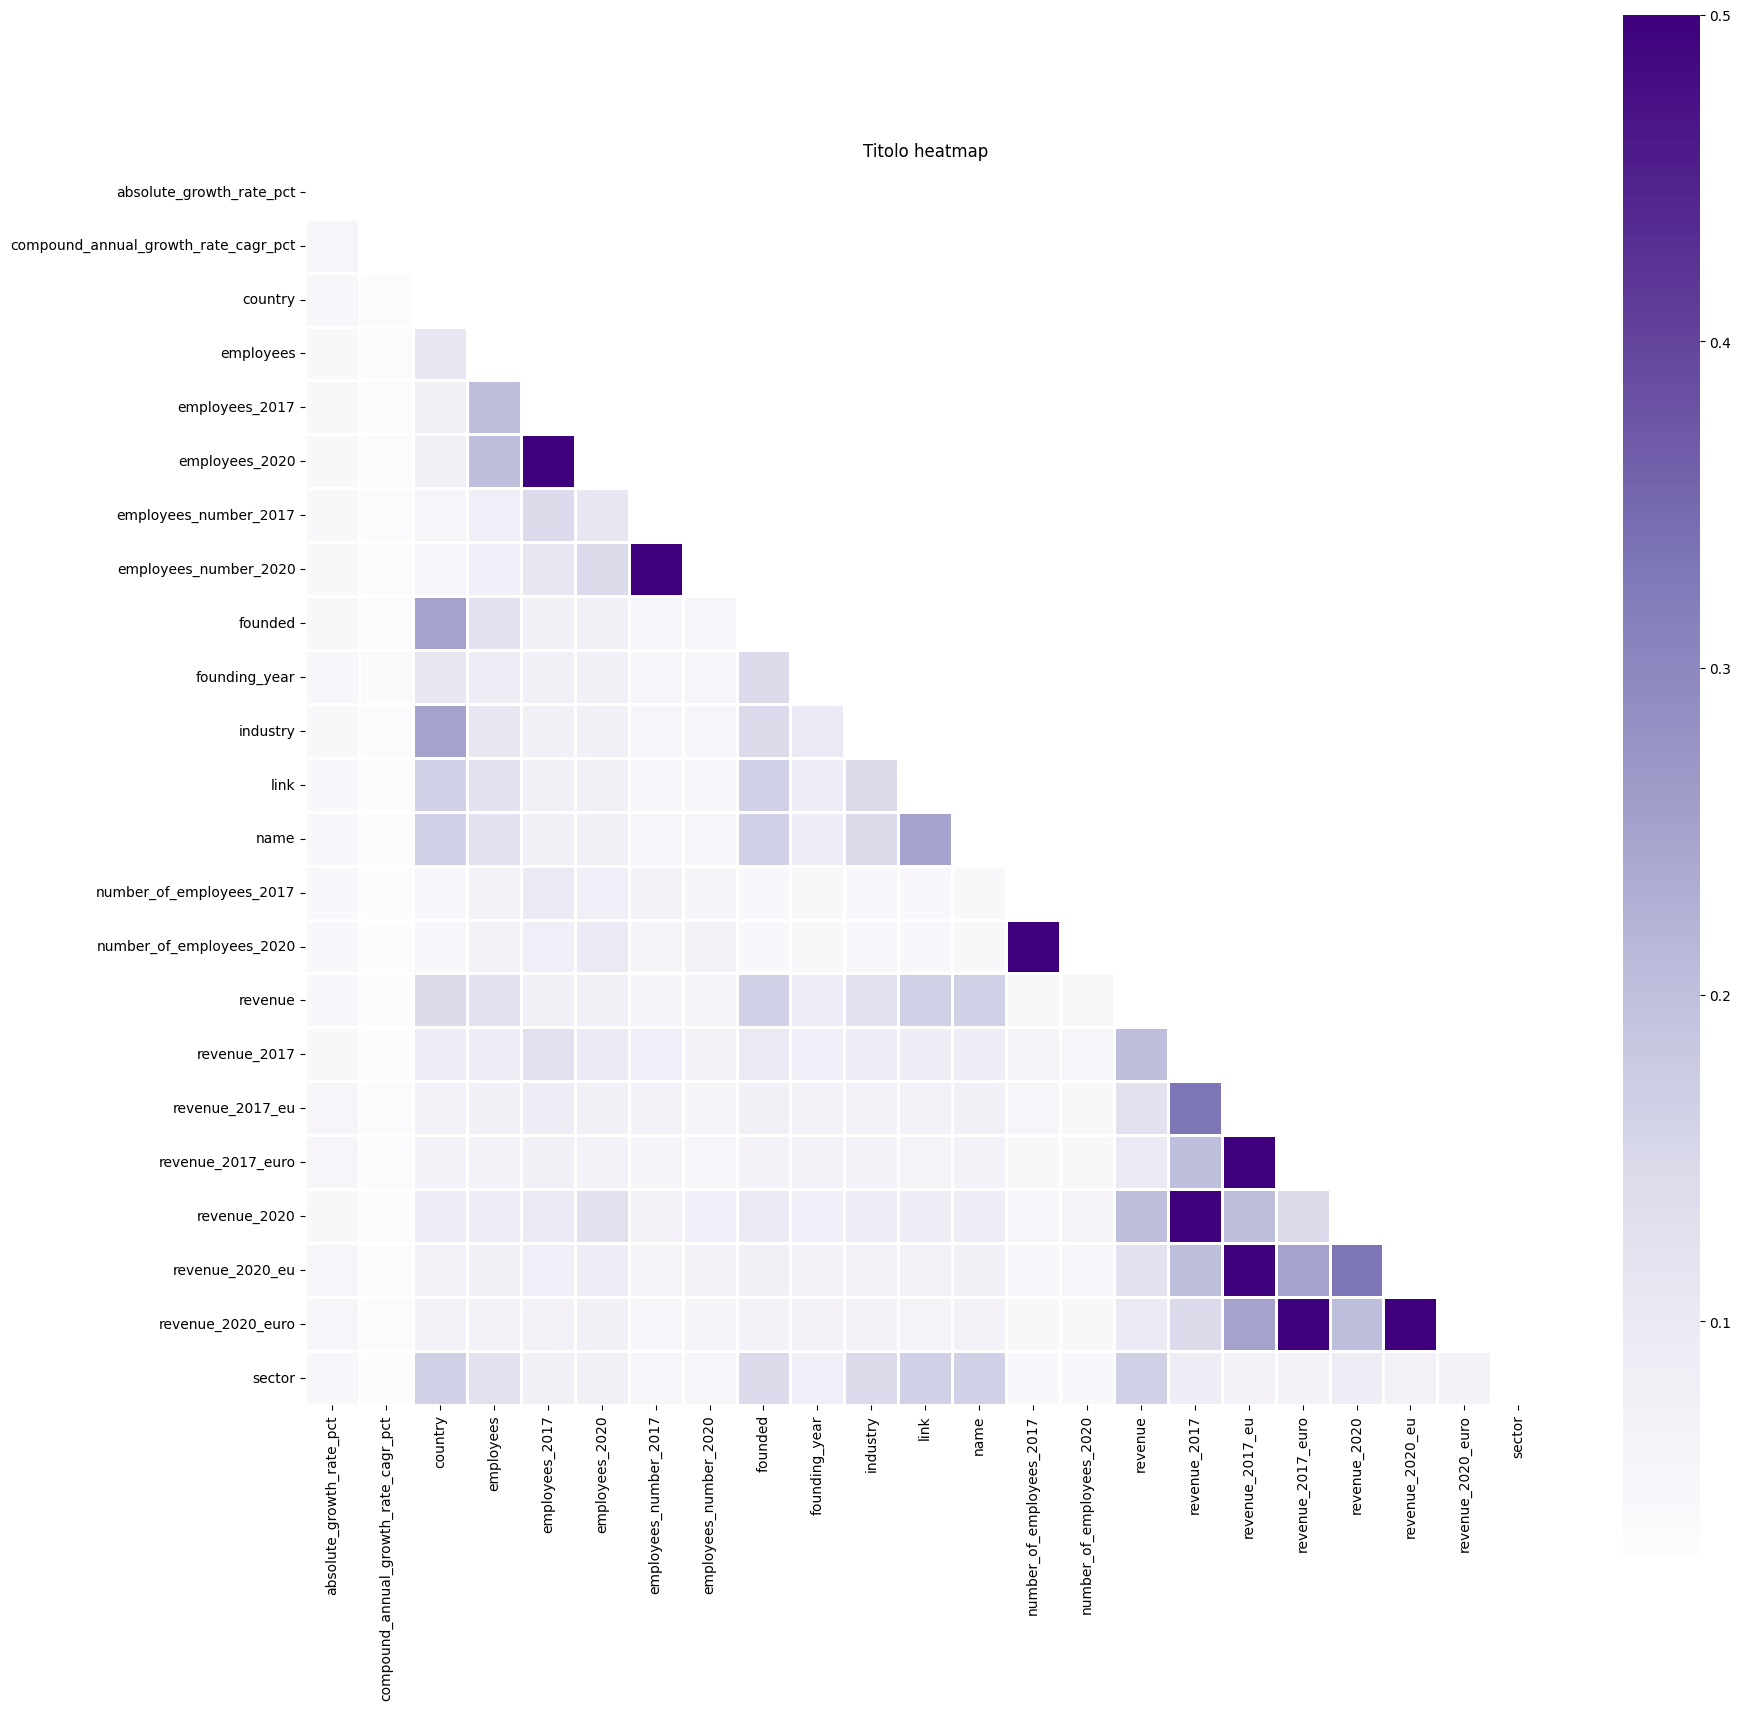 Titolo heatmap
absolute_growth_rate_pct
compound_annual_growth_rate_cagr_pct
country
employees
employees_2017
employees_2020
employees_number_2017
employees_number_2020
founded
founding_year
industry
link
name
number_of_employees_2017
number_of_employees_2020
revenue
revenue_2017
revenue_2017_eu
revenue_2017_euro
revenue_2020
revenue_2020_eu
revenue_2020_euro
sector
absolute_growth_rate_pct
compound_annual_growth_rate_cagr_pct
country
employees
employees_2017
employees_2020
employees_number_2017
employees_number_2020
founded
founding_year
industry
link
name
number_of_employees_2017
number_of_employees_2020
revenue
revenue_2017
revenue_2017_eu
revenue_2017_euro
revenue_2020
revenue_2020_eu
revenue_2020_euro
sector
0.5
0.4
0.3
0.2
0.1